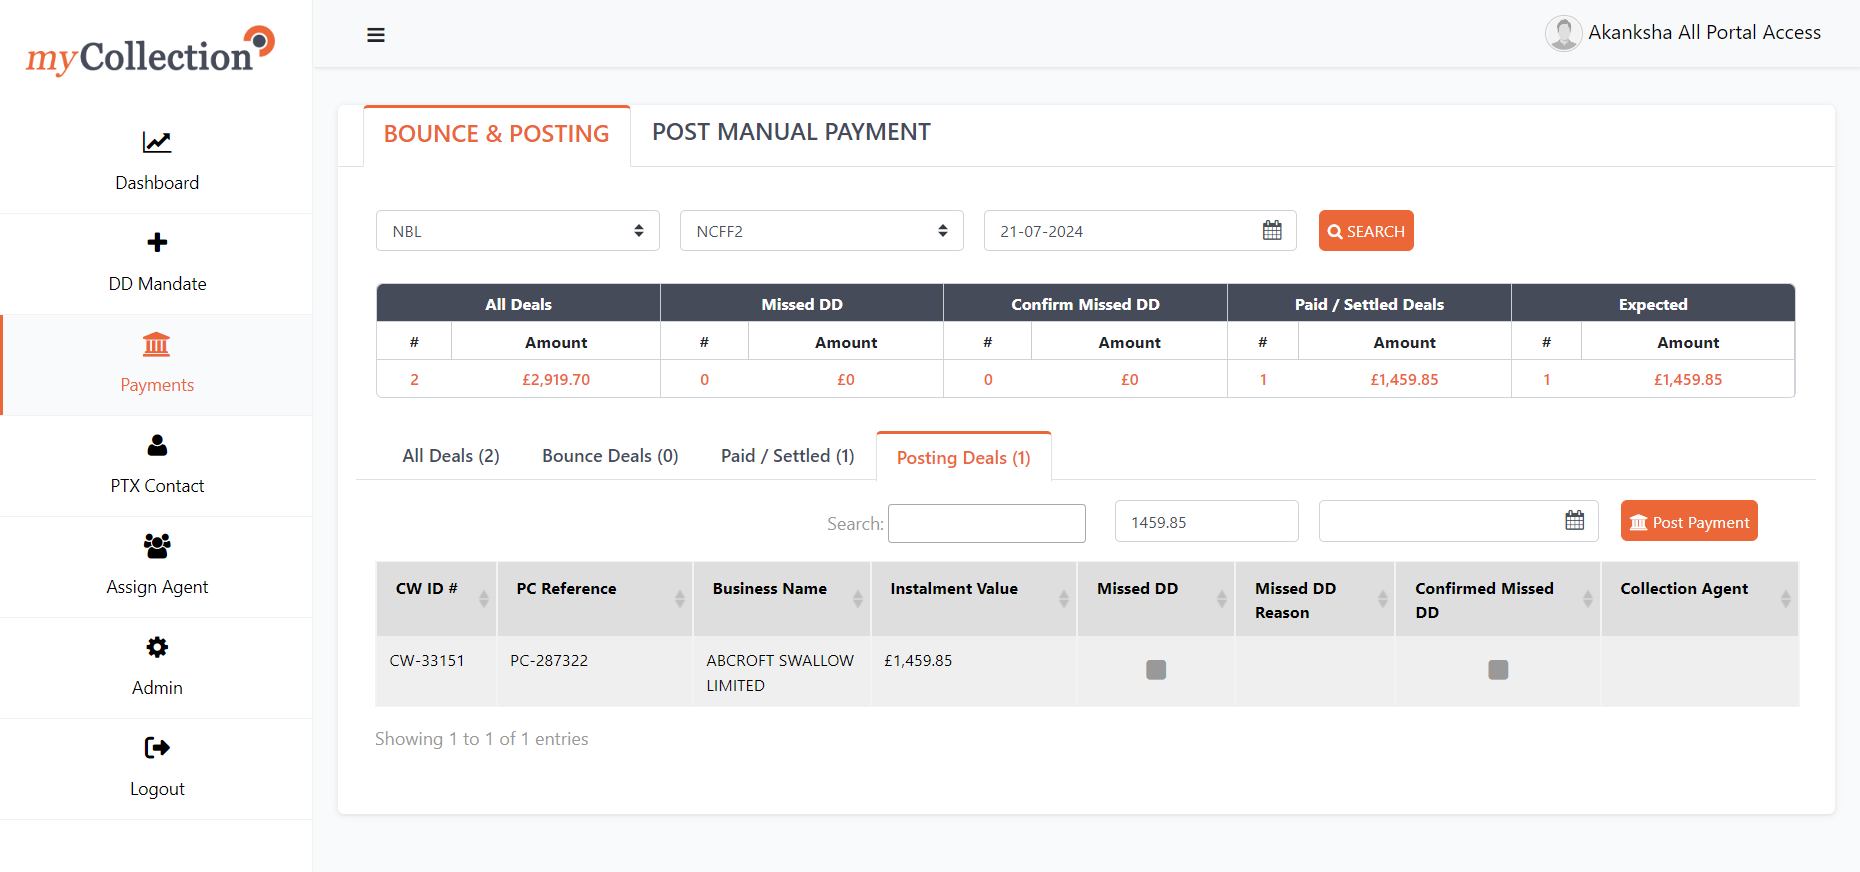 myCollection
Akanksha All Portal Access
Dashboard
DD Mandate
Payments
PTX Contact
Assign Agent
Admin
Logout
BOUNCE & POSTING
POST MANUAL PAYMENT
NBL
NCFF2
21-07-2024
SEARCH
All Deals Missed DD Confirm Missed DD Paid / Settled Deals Expected
# Amount # Amount # Amount # Amount # Amount
2 £2,919.70 0 £0 0 £0 1 £1,459.85 1 £1,459.85
All Deals (2) Bounce Deals (0) Paid / Settled (1) Posting Deals (1)
Search: 1459.85 Post Payment
CW ID # PC Reference Business Name Instalment Value Missed DD Missed DD Reason Confirmed Missed DD Collection Agent
CW-33151 PC-287322 ABCROFT SWALLOW LIMITED £1,459.85
Showing 1 to 1 of 1 entries